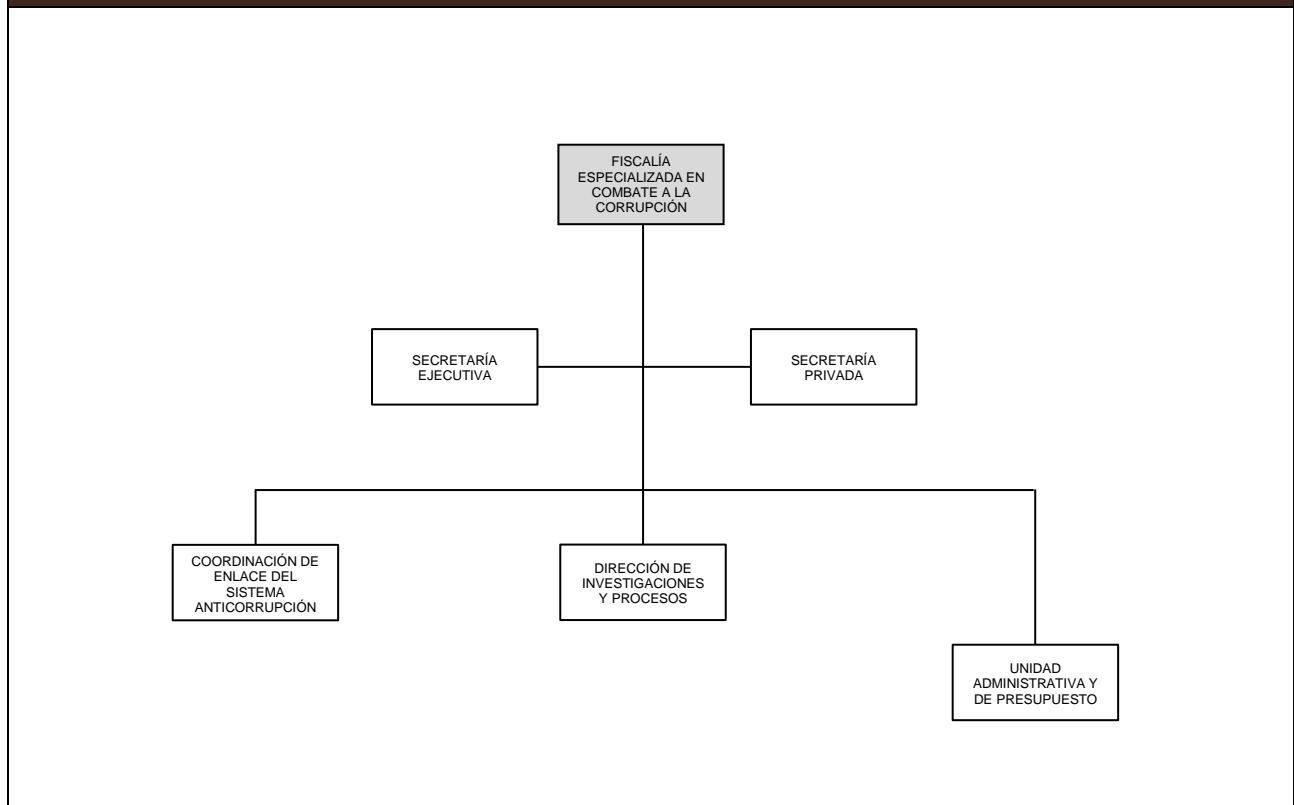 FISCALÍA
ESPECIALIZADA EN
COMBATE A LA
CORRUPCIÓN
SECRETARÍA
EJECUTIVA
SECRETARÍA
PRIVADA
COORDINACIÓN DE
ENLACE DEL
SISTEMA
ANTICORRUPCIÓN
DIRECCIÓN DE
INVESTIGACIONES
Y PROCESOS
UNIDAD
ADMINISTRATIVA Y
DE PRESUPUESTO